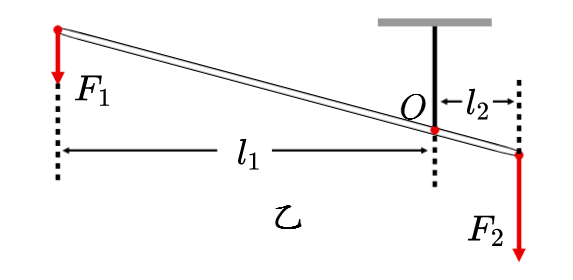 F₁
O
l₂
l₁
乙
F₂